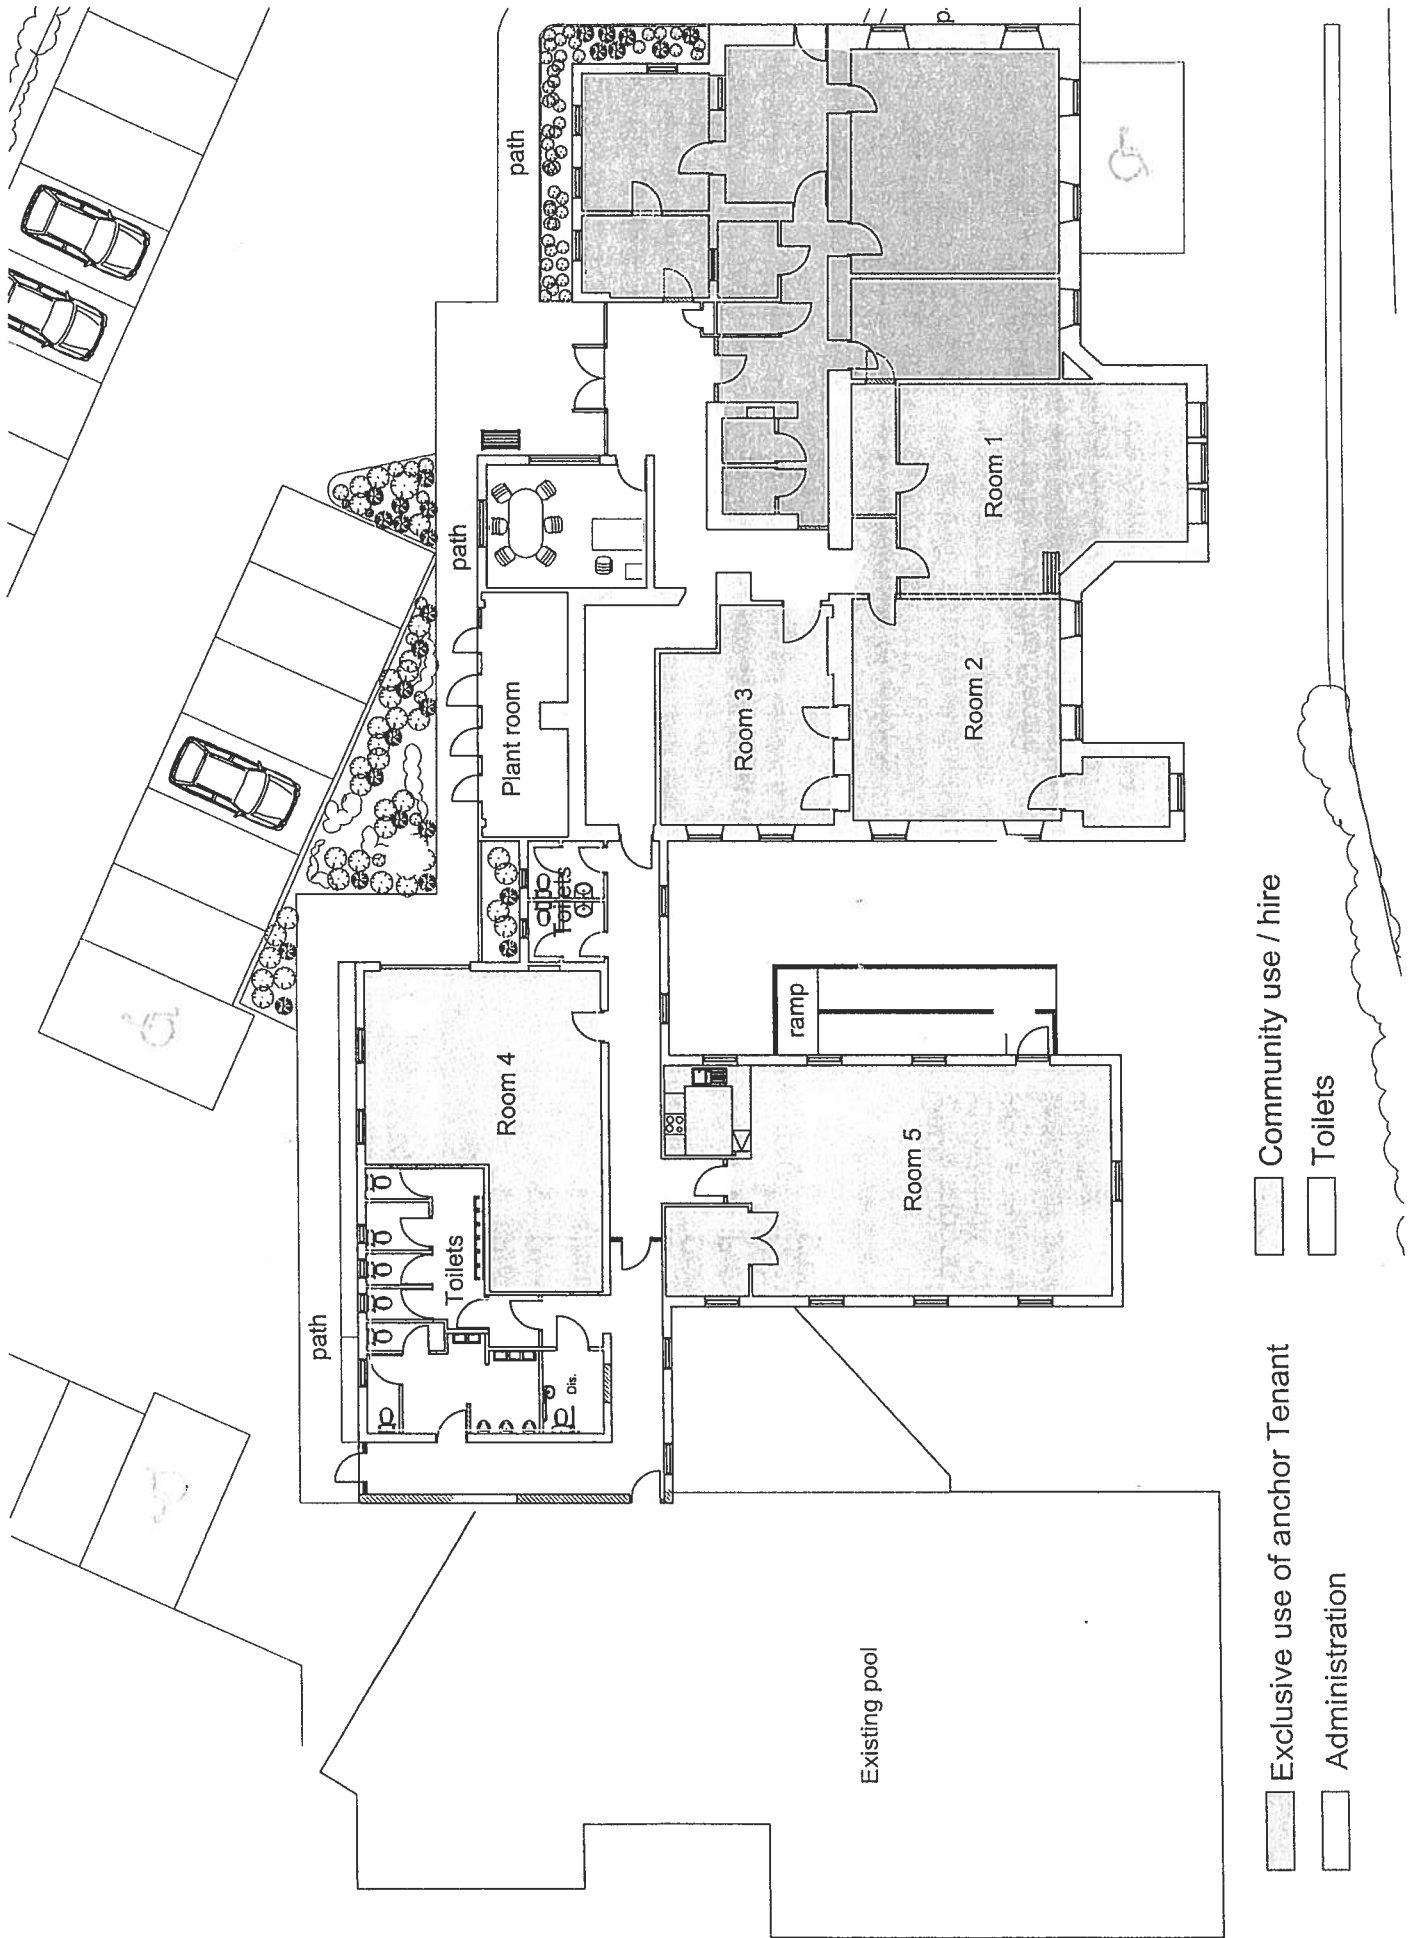 path
path
path
Plant room
Toilets
Room 4
Toilets
Dis.
Room 3
Room 1
Room 2
ramp
Room 5
Existing pool
Exclusive use of anchor Tenant
Community use / hire
Administration
Toilets